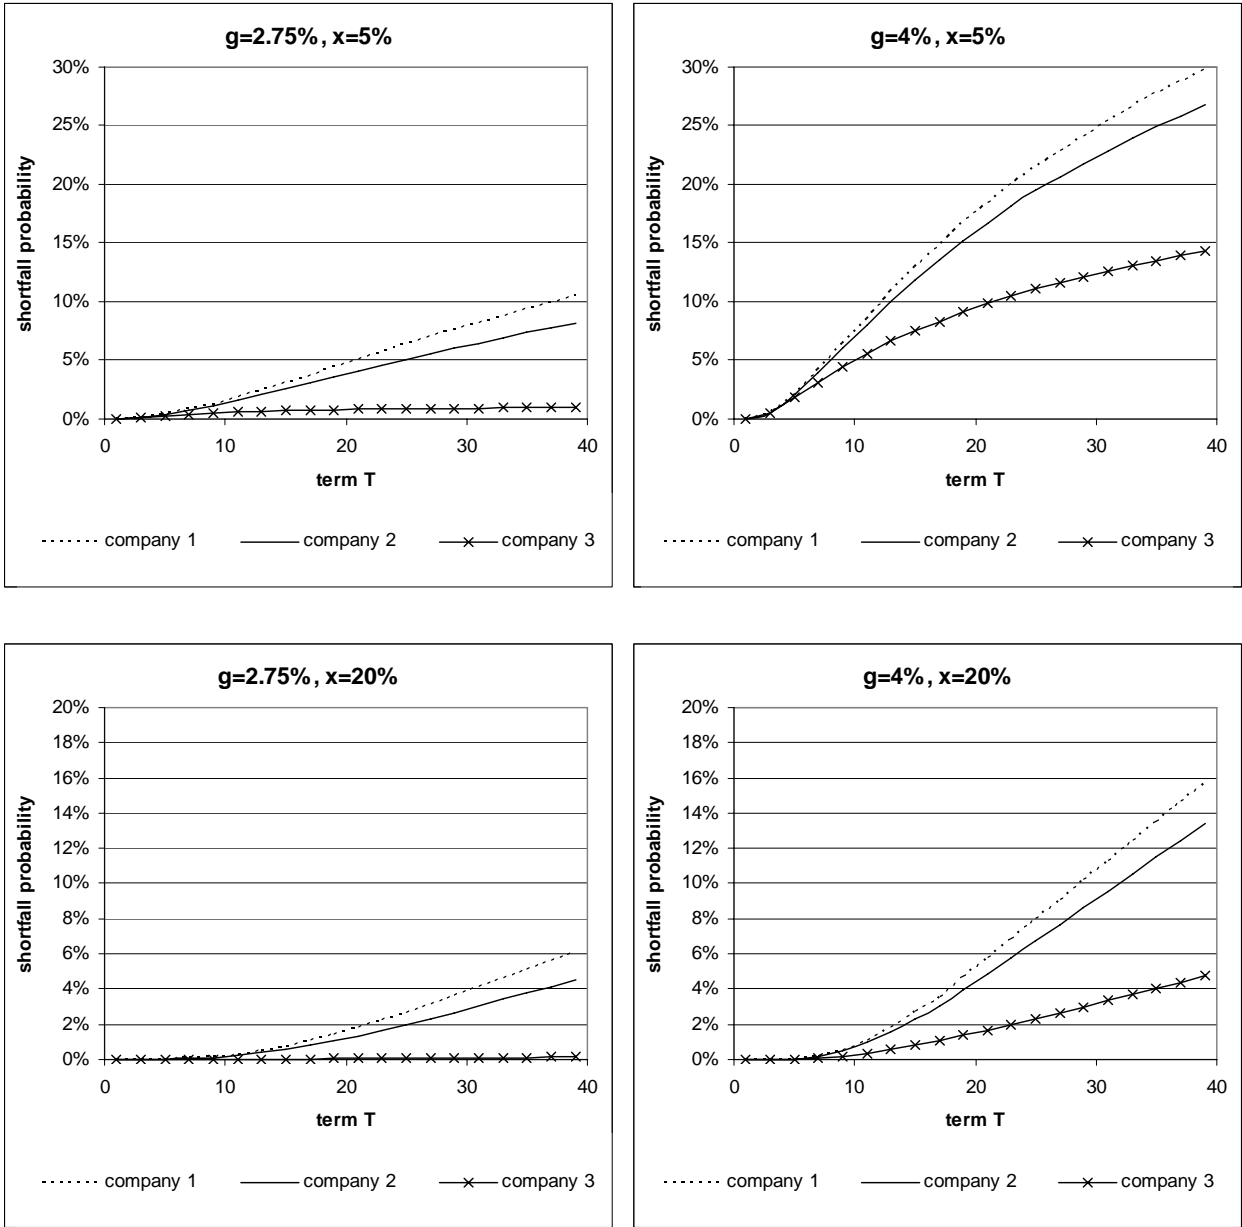 g=2.75%, x=5%
30%
25%
20%
15%
10%
5%
0%
shortfall probability
0 10 20 30 40
term T
company 1 company 2 company 3
g=4%, x=5%
30%
25%
20%
15%
10%
5%
0%
shortfall probability
0 10 20 30 40
term T
company 1 company 2 company 3
g=2.75%, x=20%
20%
18%
16%
14%
12%
10%
8%
6%
4%
2%
0%
shortfall probability
0 10 20 30 40
term T
company 1 company 2 company 3
g=4%, x=20%
20%
18%
16%
14%
12%
10%
8%
6%
4%
2%
0%
shortfall probability
0 10 20 30 40
term T
company 1 company 2 company 3